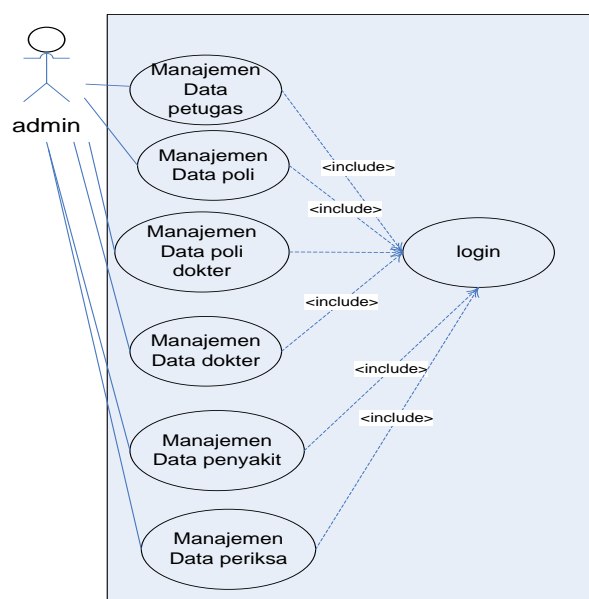 admin
Manajemen
Data
petugas
Manajemen
Data poli
Manajemen
Data poli
dokter
Manajemen
Data dokter
Manajemen
Data penyakit
Manajemen
Data periksa
<include>
<include>
<include>
<include>
<include>
login